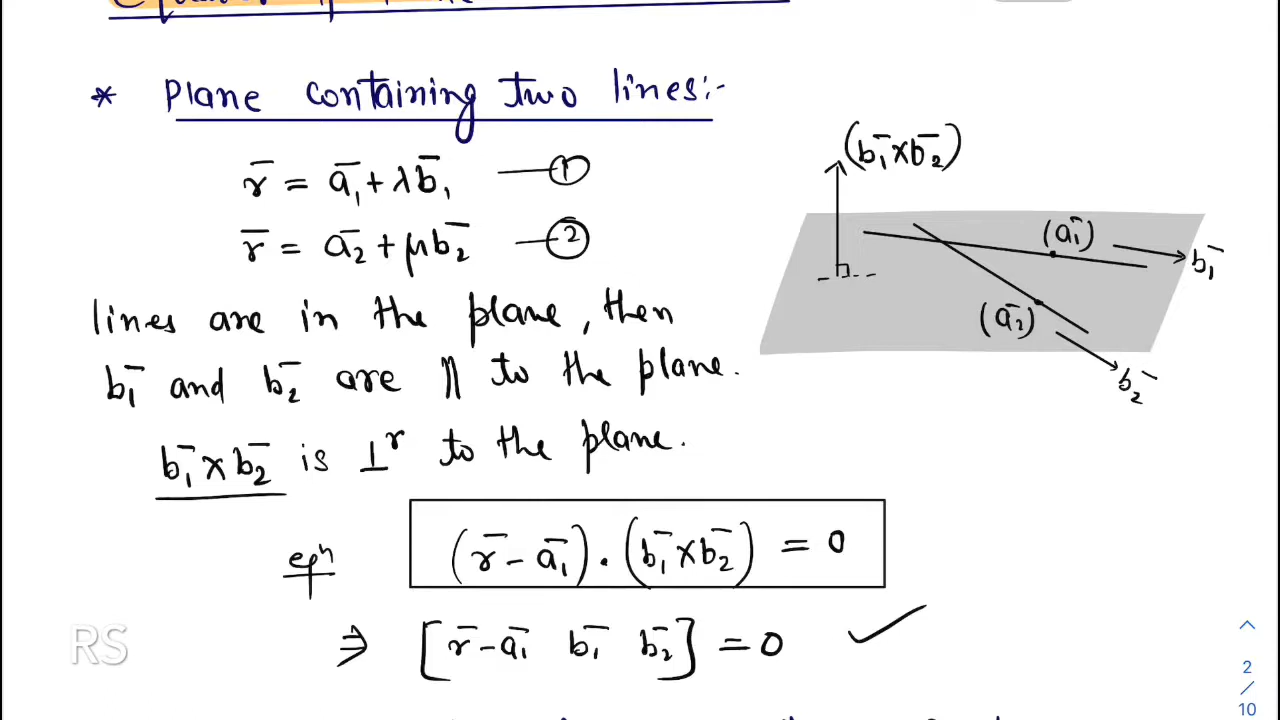 * Plane containing two lines:-
r̄ = ā₁ + λb̄₁ —①
r̄ = ā₂ + μb̄₂ —②
lines are in the plane, then
b̄₁ and b̄₂ are ∥ to the plane.
b̄₁ × b̄₂ is ⊥ʳ to the plane.
eqⁿ (r̄ - ā₁) . (b̄₁ × b̄₂) = 0
⇒ [r̄ - ā₁ b̄₁ b̄₂] = 0 ✓
(b̄₁ × b̄₂)
(ā₁)
b̄₁
(ā₂)
b̄₂
RS
2
/
10